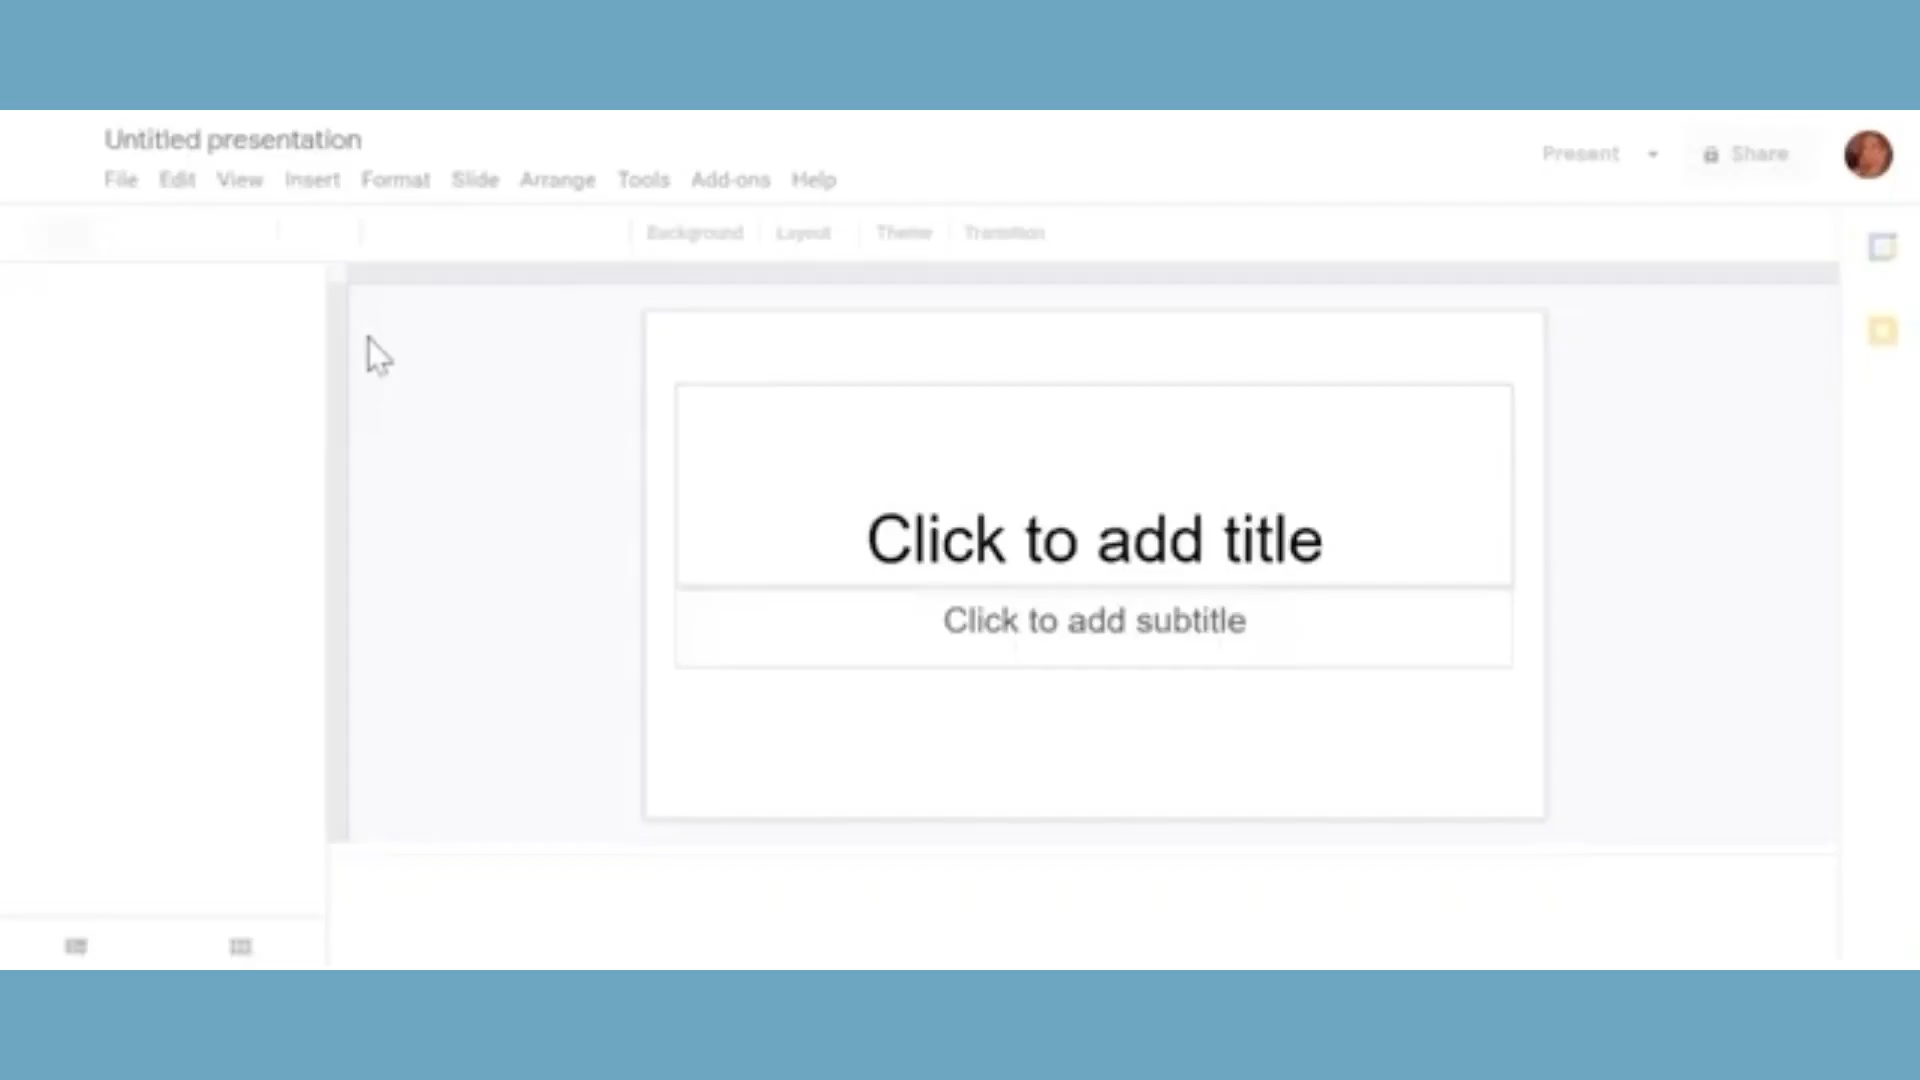 Untitled presentation
Present
Share
File Edit View Insert Format Slide Arrange Tools Add-ons Help
Background Layout Theme Transition
Click to add title
Click to add subtitle